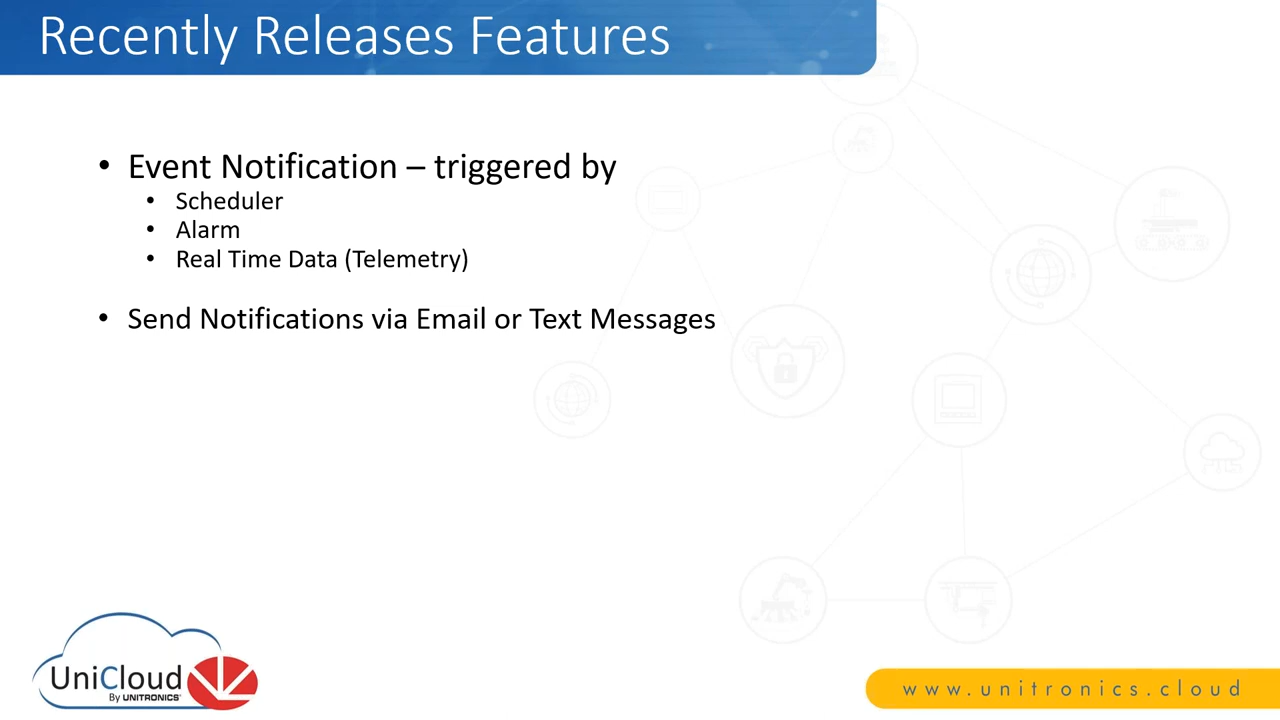 Recently Releases Features
• Event Notification – triggered by
• Scheduler
• Alarm
• Real Time Data (Telemetry)
• Send Notifications via Email or Text Messages
UniCloud
By UNITRONICS
www.unitronics.cloud